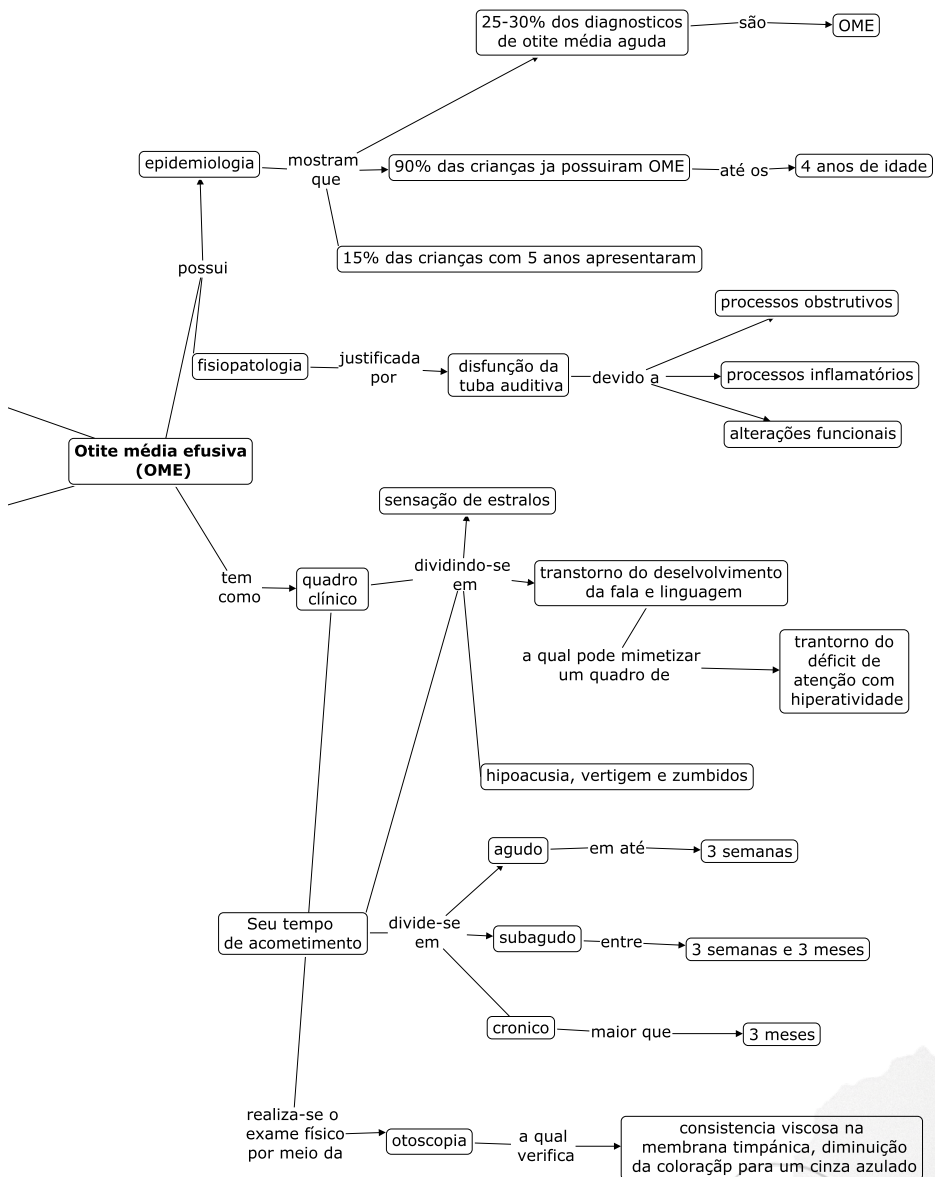 25-30% dos diagnosticos
de otite média aguda
são
OME
epidemiologia
mostram
que
90% das crianças ja possuiram OME
até os
4 anos de idade
15% das crianças com 5 anos apresentaram
possui
processos obstrutivos
fisiopatologia
justificada
por
disfunção da
tuba auditiva
devido a
processos inflamatórios
alterações funcionais
Otite média efusiva
(OME)
sensação de estralos
tem
como
quadro
clínico
dividindo-se
em
transtorno do deselvolvimento
da fala e linguagem
a qual pode mimetizar
um quadro de
trantorno do
déficit de
atenção com
hiperatividade
hipoacusia, vertigem e zumbidos
agudo
em até
3 semanas
Seu tempo
de acometimento
divide-se
em
subagudo
entre
3 semanas e 3 meses
cronico
maior que
3 meses
realiza-se o
exame físico
por meio da
otoscopia
a qual
verifica
consistencia viscosa na
membrana timpánica, diminuição
da coloraçãp para um cinza azulado